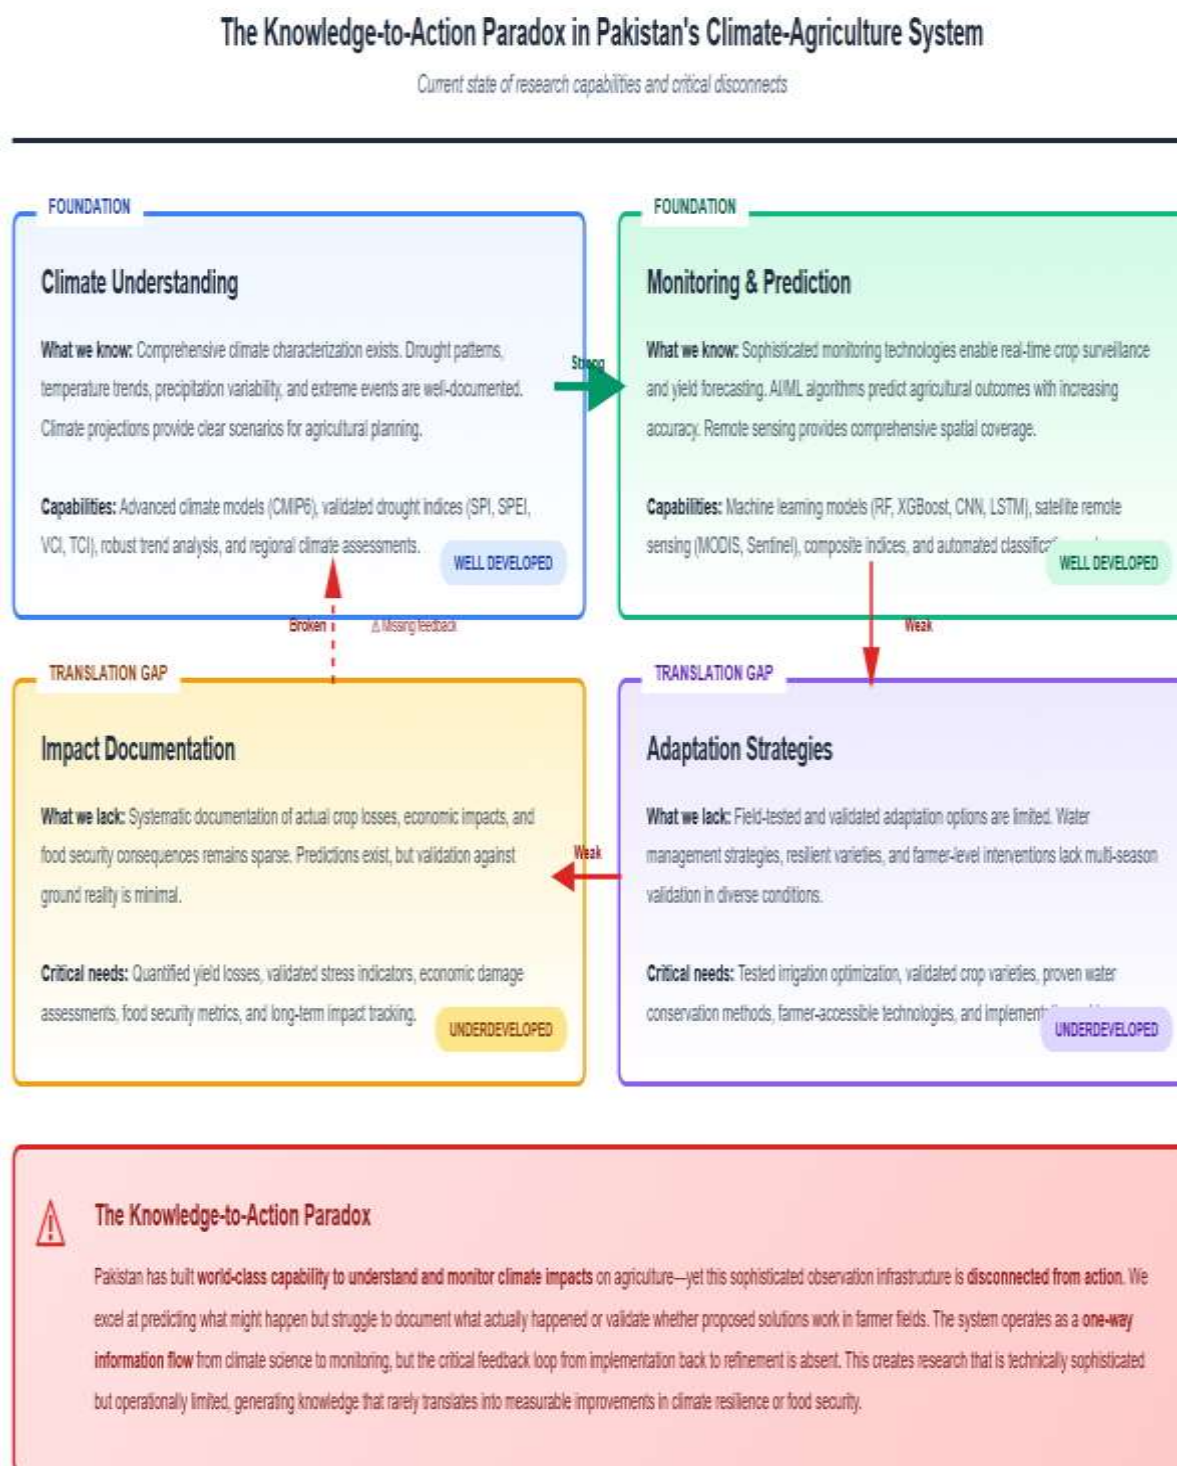 The Knowledge-to-Action Paradox in Pakistan's Climate-Agriculture System
Current state of research capabilities and critical disconnects
FOUNDATION
Climate Understanding
What we know: Comprehensive climate characterization exists. Drought patterns,
temperature trends, precipitation variability, and extreme events are well-documented.
Climate projections provide clear scenarios for agricultural planning.
Capabilities: Advanced climate models (CMIP6), validated drought indices (SPI, SPEI,
VCI, TCI), robust trend analysis, and regional climate assessments.
WELL DEVELOPED
Strong
FOUNDATION
Monitoring & Prediction
What we know: Sophisticated monitoring technologies enable real-time crop surveillance
and yield forecasting. AI/ML algorithms predict agricultural outcomes with increasing
accuracy. Remote sensing provides comprehensive spatial coverage.
Capabilities: Machine learning models (RF, XGBoost, CNN, LSTM), satellite remote
sensing (MODIS, Sentinel), composite indices, and automated
WELL DEVELOPED
Broken
⚠ Missing feedback
Weak
TRANSLATION GAP
Impact Documentation
What we lack: Systematic documentation of actual crop losses, economic impacts, and
food security consequences remains sparse. Predictions exist, but validation against
ground reality is minimal.
Critical needs: Quantified yield losses, validated stress indicators, economic damage
assessments, food security metrics, and long-term impact tracking.
UNDERDEVELOPED
Weak
TRANSLATION GAP
Adaptation Strategies
What we lack: Field-tested and validated adaptation options are limited. Water
management strategies, resilient varieties, and farmer-level interventions lack multi-season
validation in diverse conditions.
Critical needs: Tested irrigation optimization, validated crop varieties, proven water
conservation methods, farmer-accessible technologies, and
UNDERDEVELOPED
The Knowledge-to-Action Paradox
Pakistan has built world-class capability to understand and monitor climate impacts on agriculture—yet this sophisticated observation infrastructure is disconnected from action. We
excel at predicting what might happen but struggle to document what actually happened or validate whether proposed solutions work in farmer fields. The system operates as a one-way
information flow from climate science to monitoring, but the critical feedback loop from implementation back to refinement is absent. This creates research that is technically sophisticated
but operationally limited, generating knowledge that rarely translates into measurable improvements in climate resilience or food security.